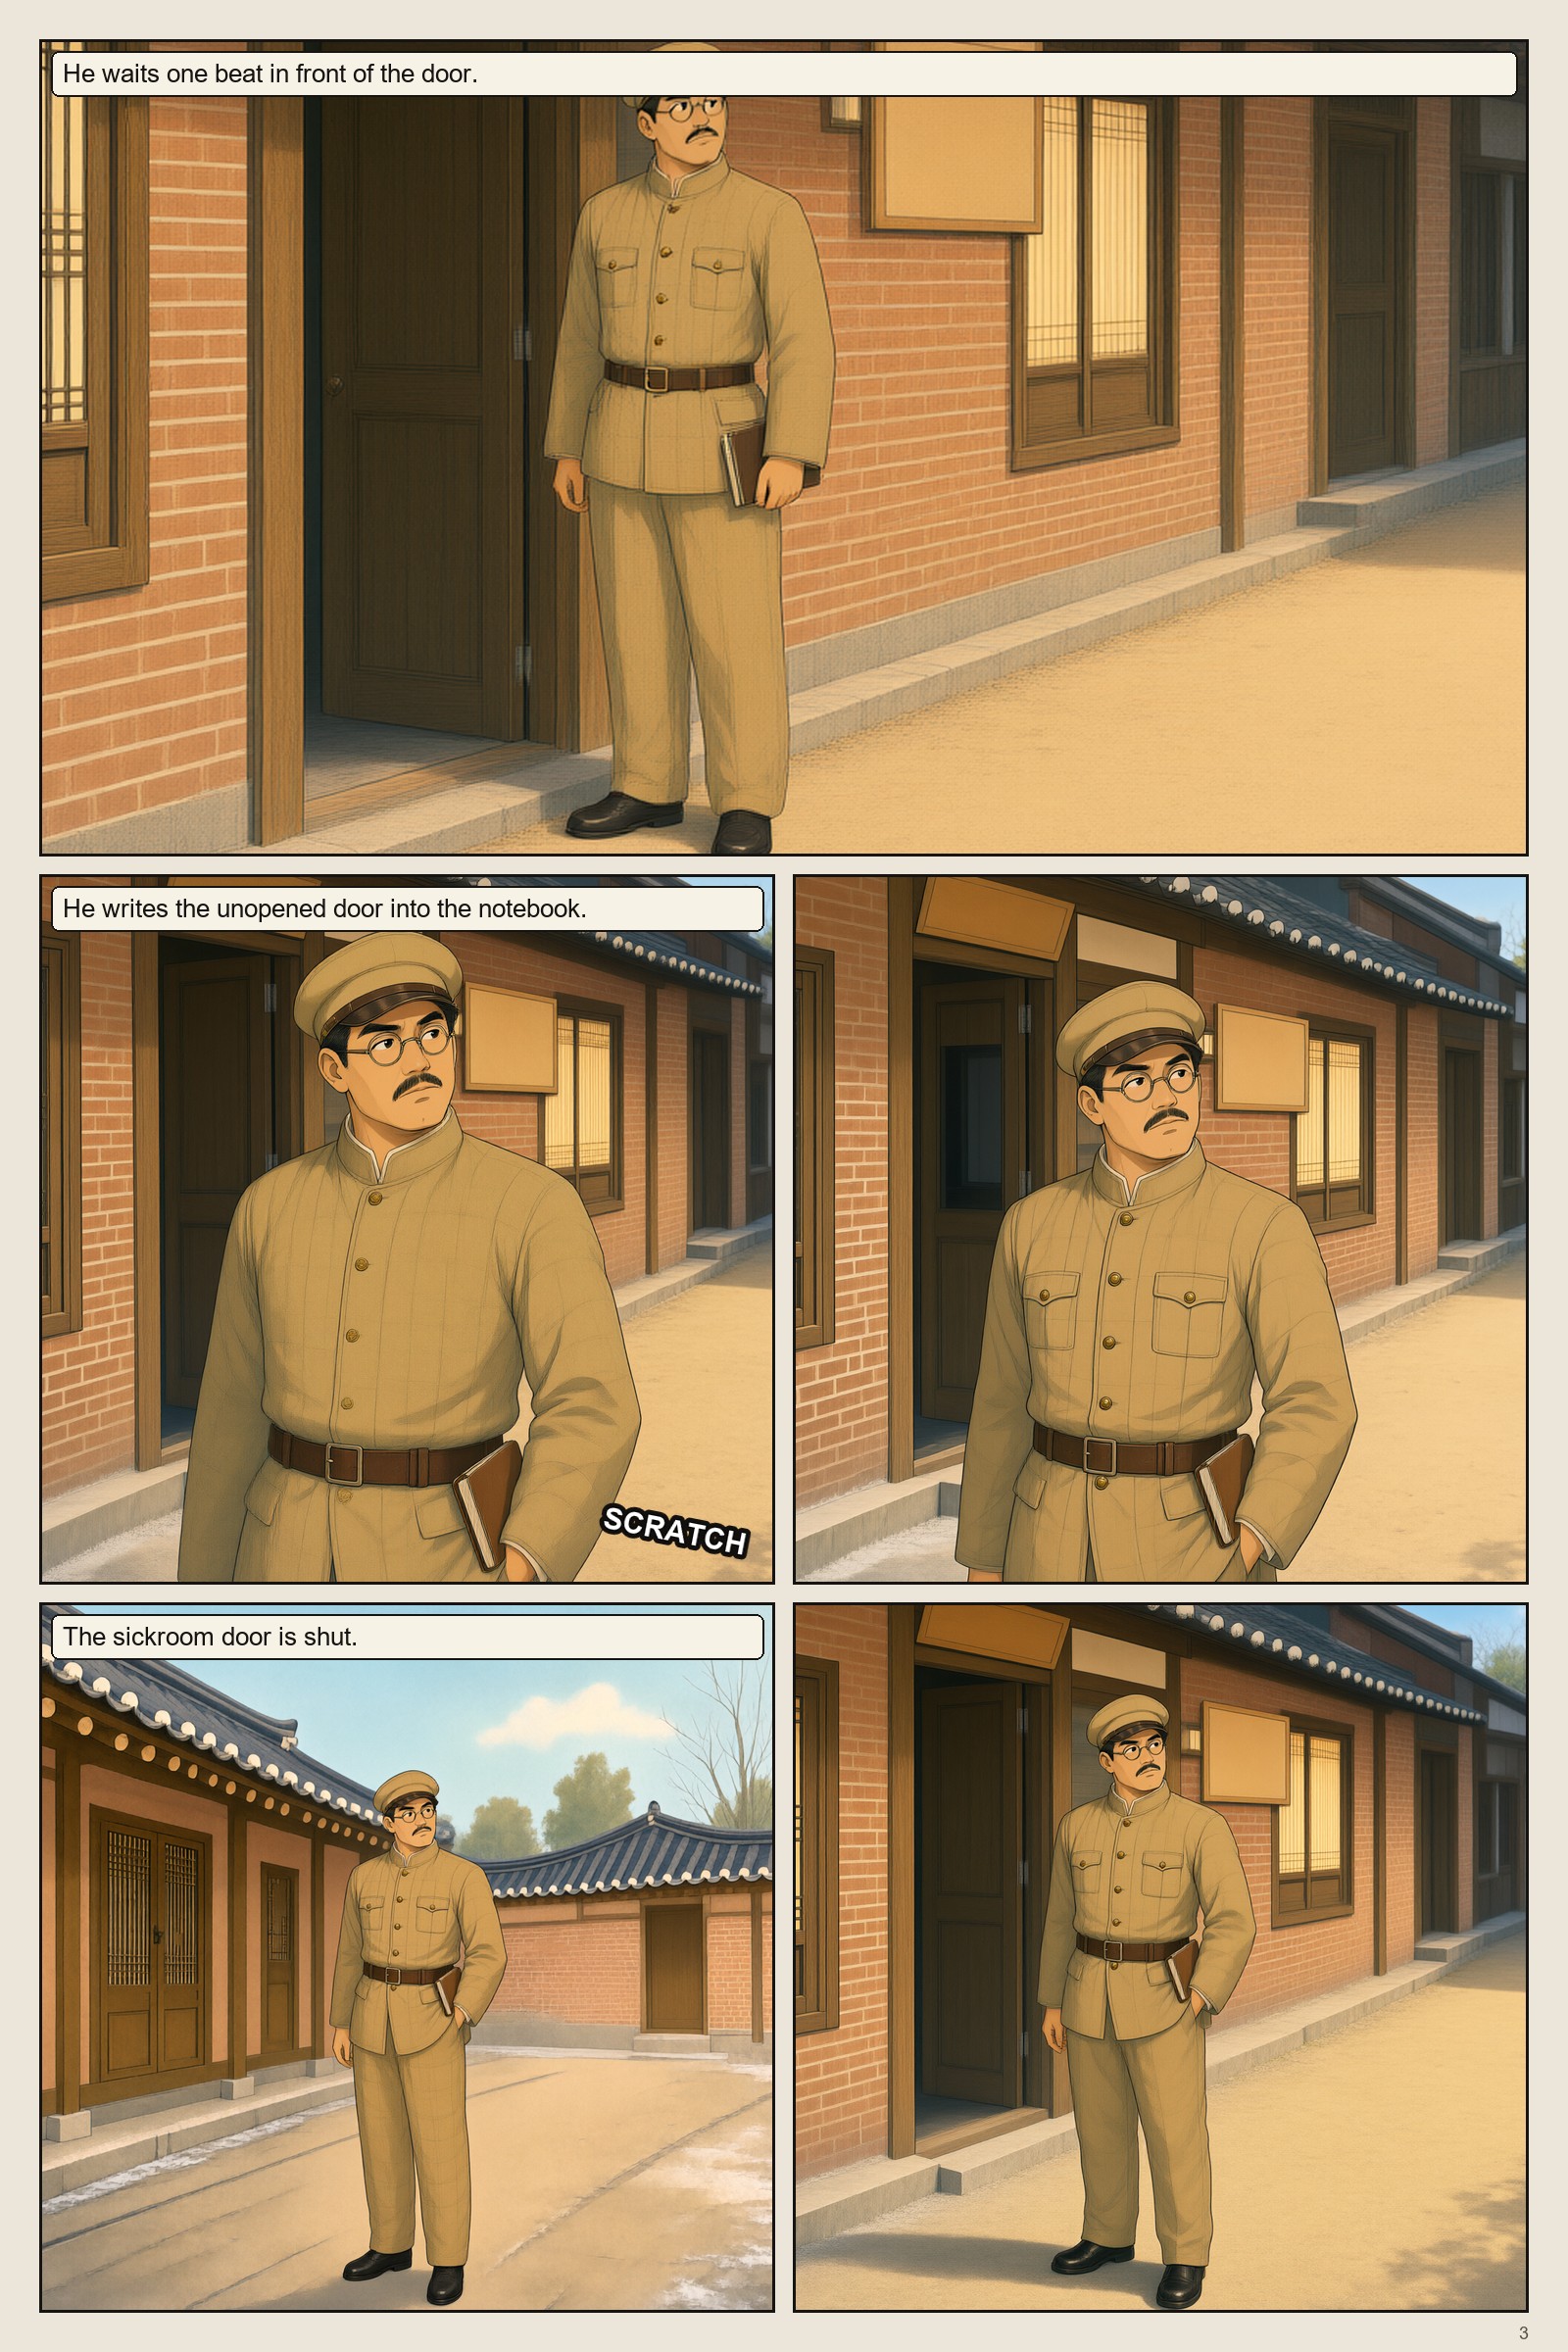 He waits one beat in front of the door.
He writes the unopened door into the notebook.
SCRATCH
The sickroom door is shut.
3